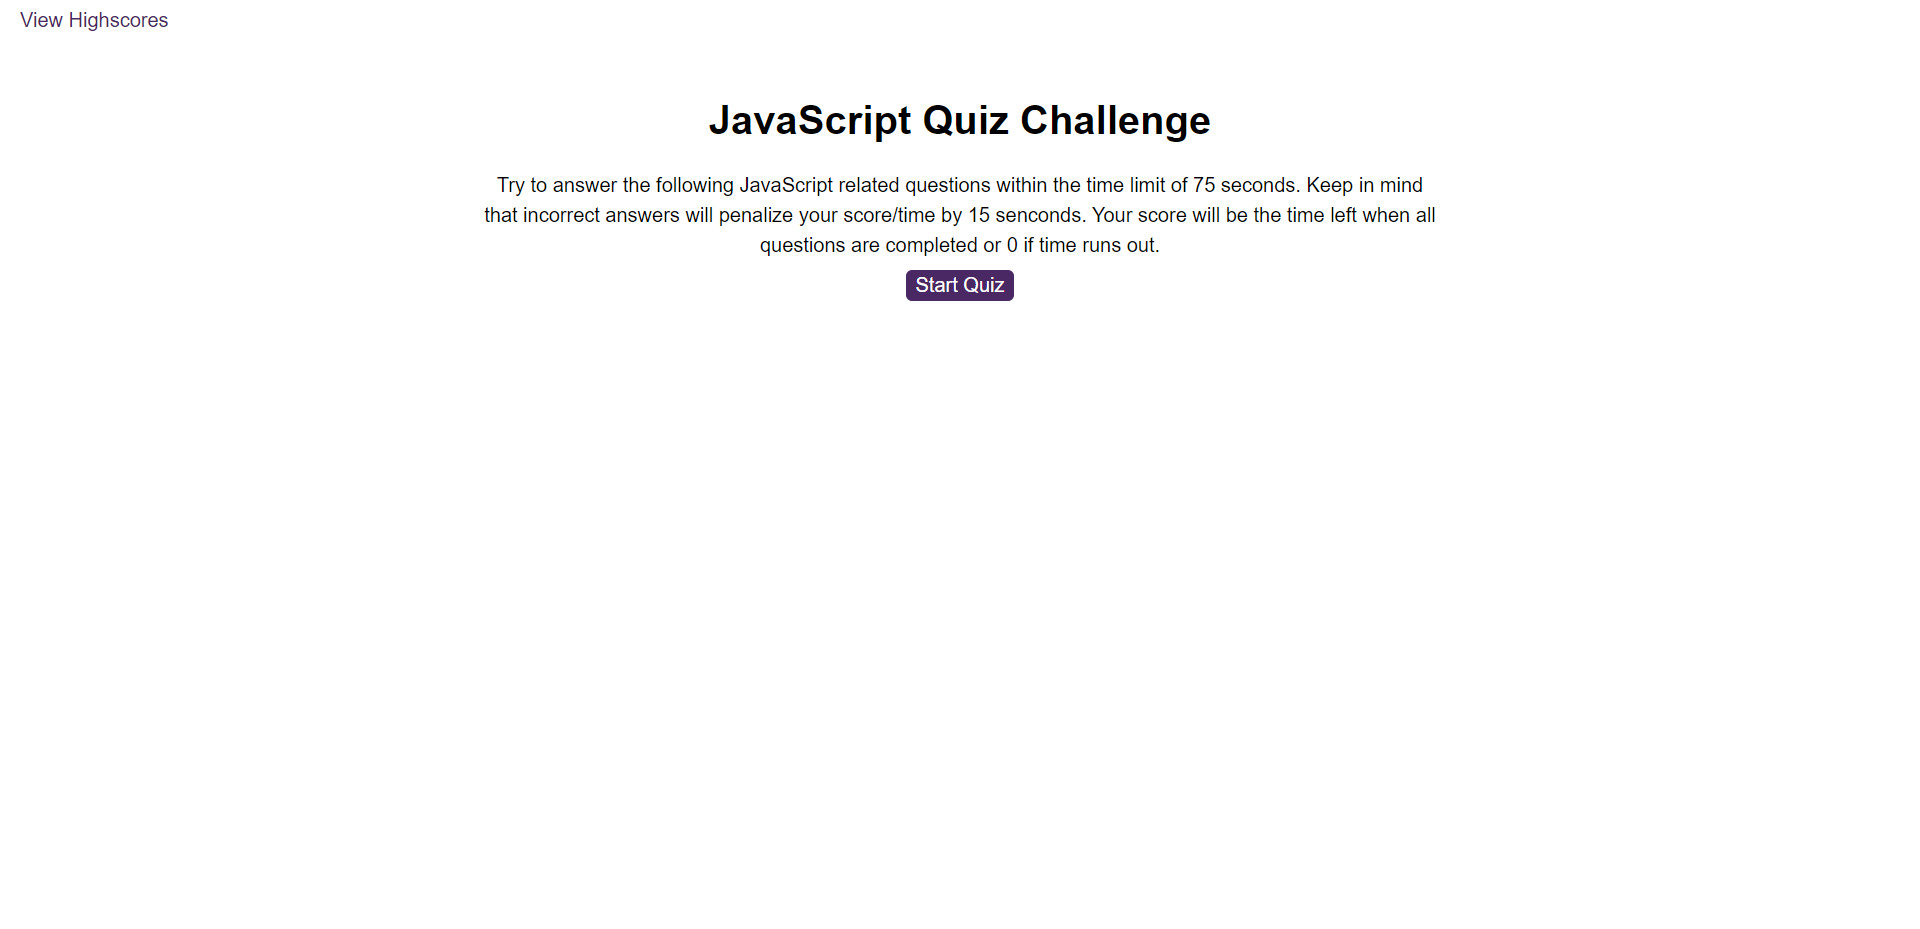 View Highscores
JavaScript Quiz Challenge
Try to answer the following JavaScript related questions within the time limit of 75 seconds. Keep in mind
that incorrect answers will penalize your score/time by 15 senconds. Your score will be the time left when all
questions are completed or 0 if time runs out.
Start Quiz